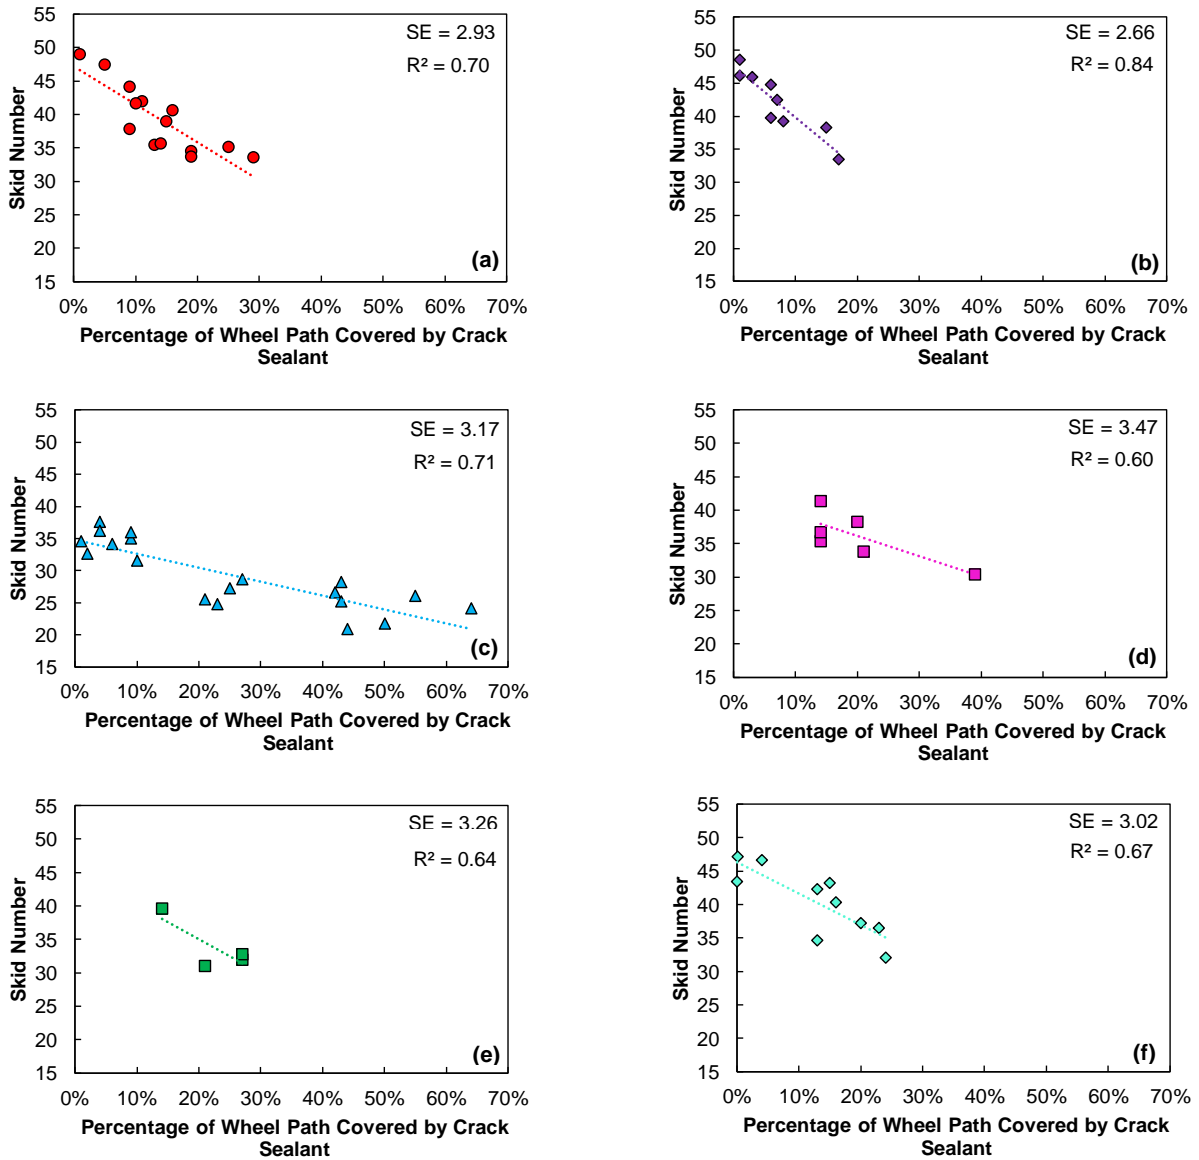 55
50
45
40
35
30
25
20
15
Skid Number
SE = 2.93
R² = 0.70
(a)
0% 10% 20% 30% 40% 50% 60% 70%
Percentage of Wheel Path Covered by Crack
Sealant
55
50
45
40
35
30
25
20
15
Skid Number
SE = 2.66
R² = 0.84
(b)
0% 10% 20% 30% 40% 50% 60% 70%
Percentage of Wheel Path Covered by Crack
Sealant
55
50
45
40
35
30
25
20
15
Skid Number
SE = 3.17
R² = 0.71
(c)
0% 10% 20% 30% 40% 50% 60% 70%
Percentage of Wheel Path Covered by Crack
Sealant
55
50
45
40
35
30
25
20
15
Skid Number
SE = 3.47
R² = 0.60
(d)
0% 10% 20% 30% 40% 50% 60% 70%
Percentage of Wheel Path Covered by Crack
Sealant
55
50
45
40
35
30
25
20
15
Skid Number
SE = 3.26
R² = 0.64
(e)
0% 10% 20% 30% 40% 50% 60% 70%
Percentage of Wheel Path Covered by Crack
Sealant
55
50
45
40
35
30
25
20
15
Skid Number
SE = 3.02
R² = 0.67
(f)
0% 10% 20% 30% 40% 50% 60% 70%
Percentage of Wheel Path Covered by Crack
Sealant